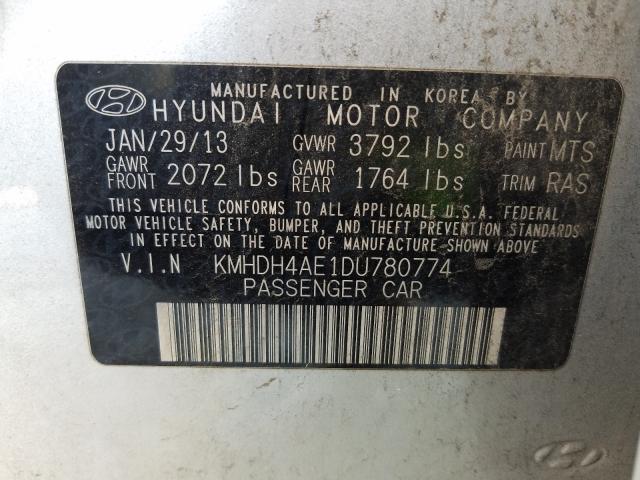 MANUFACTURED IN KOREA BY
HYUNDAI MOTOR COMPANY
JAN/29/13 GVWR 3792 lbs PAINT MTS
GAWR FRONT 2072 lbs GAWR REAR 1764 lbs TRIM RAS
THIS VEHICLE CONFORMS TO ALL APPLICABLE U.S.A. FEDERAL
MOTOR VEHICLE SAFETY, BUMPER, AND THEFT PREVENTION STANDARDS
IN EFFECT ON THE DATE OF MANUFACTURE SHOWN ABOVE
V.I.N KMHDH4AE1DU780774
PASSENGER CAR